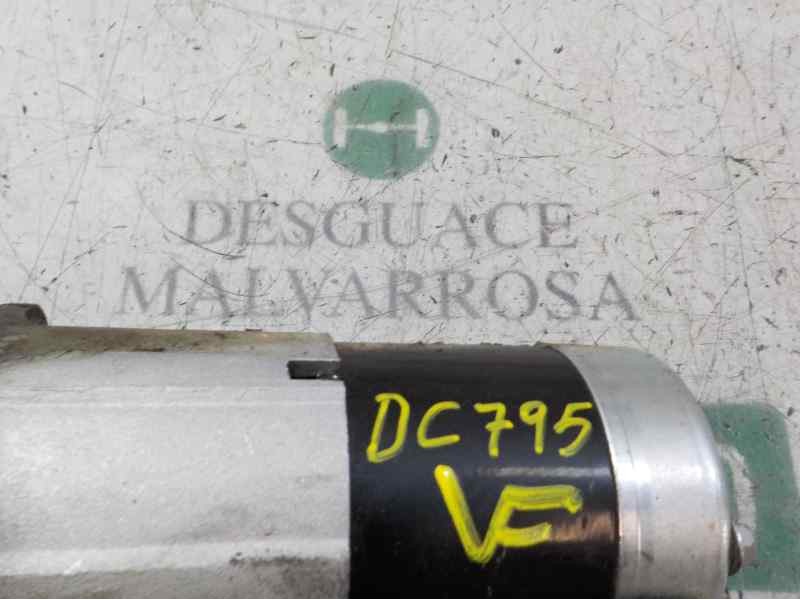 DESGUACE
MALVARROSA
DC795
VF